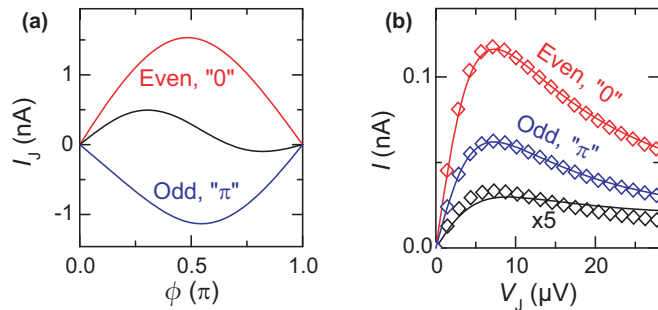 (a)
1
0
-1
I_J (nA)
Even, "0"
Odd, "π"
0.0
0.5
1.0
ϕ (π)
(b)
0.1
0.0
I (nA)
Even, "0"
Odd, "π"
x5
0
10
20
V_J (µV)